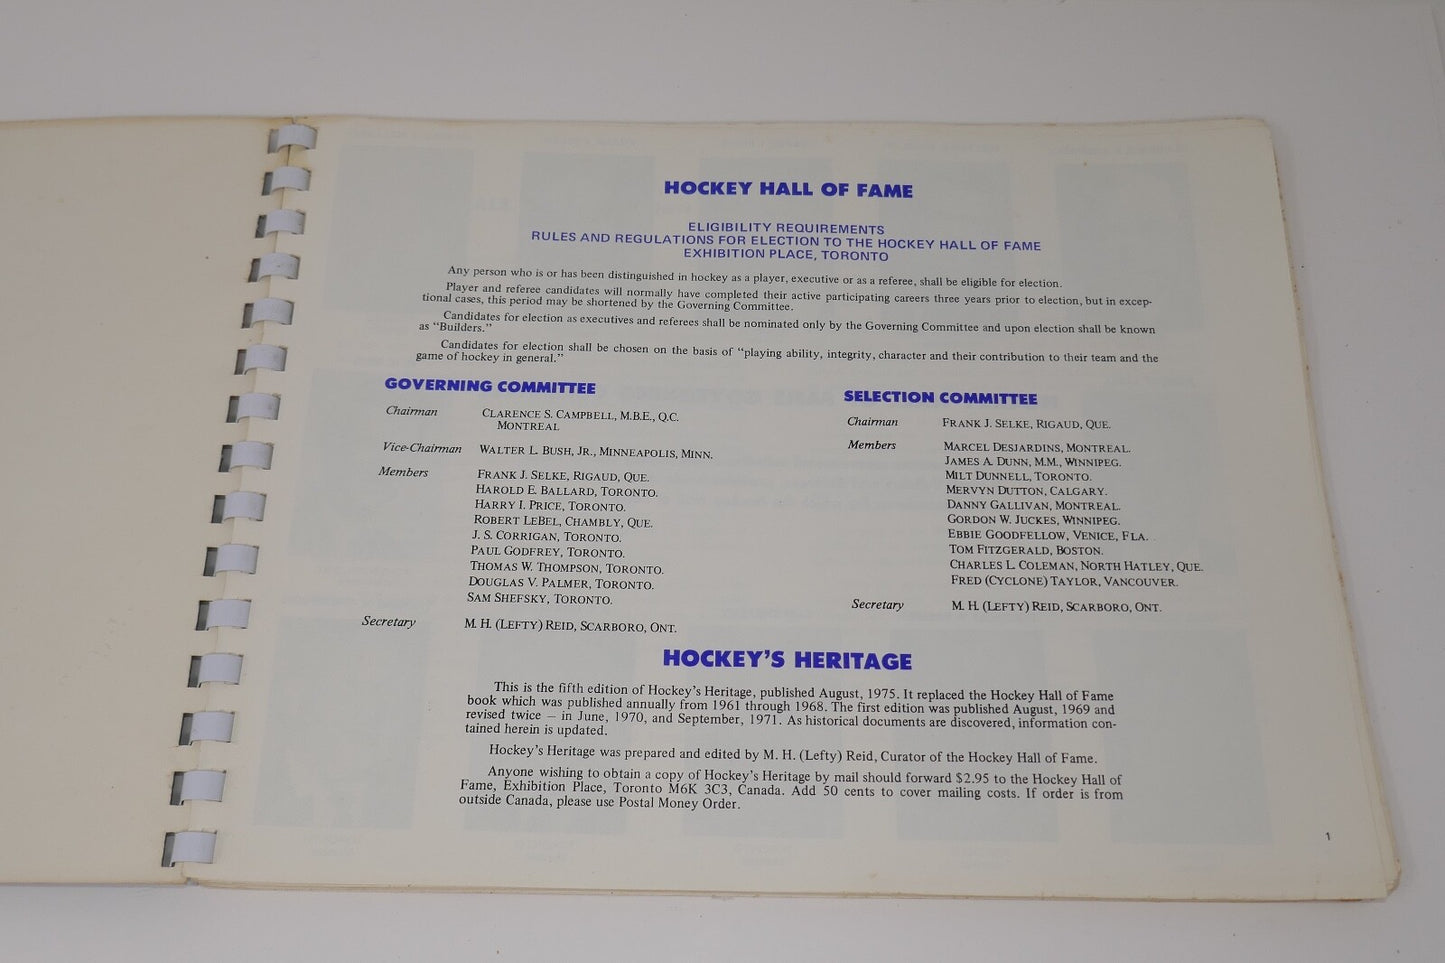 HOCKEY HALL OF FAME
ELIGIBILITY REQUIREMENTS
RULES AND REGULATIONS FOR ELECTION TO THE HOCKEY HALL OF FAME
EXHIBITION PLACE, TORONTO
Any person who is or has been distinguished in hockey as a player, executive or as a referee, shall be eligible for election.
Player and referee candidates will normally have completed their active participating careers three years prior to election, but in excep-
tional cases, this period may be shortened by the Governing Committee.
Candidates for election as executives and referees shall be nominated only by the Governing Committee and upon election shall be known
as “Builders.”
Candidates for election shall be chosen on the basis of “playing ability, integrity, character and their contribution to their team and the
game of hockey in general.”
GOVERNING COMMITTEE
Chairman CLARENCE S. CAMPBELL, M.B.E., Q.C.
MONTREAL
Vice-Chairman WALTER L. BUSH, JR., MINNEAPOLIS, MINN.
Members FRANK J. SELKE, RIGAUD, QUE.
HAROLD E. BALLARD, TORONTO.
HARRY I. PRICE, TORONTO.
ROBERT LEBEL, CHAMBLY, QUE.
J. S. CORRIGAN, TORONTO.
PAUL GODFREY, TORONTO.
THOMAS W. THOMPSON, TORONTO.
DOUGLAS V. PALMER, TORONTO.
SAM SHEFSKY, TORONTO.
Secretary M. H. (LEFTY) REID, SCARBORO, ONT.
SELECTION COMMITTEE
Chairman FRANK J. SELKE, RIGAUD, QUE.
Members MARCEL DESJARDINS, MONTREAL.
JAMES A. DUNN, M.M., WINNIPEG.
MILT DUNNELL, TORONTO.
MERVYN DUTTON, CALGARY.
DANNY GALLIVAN, MONTREAL.
GORDON W. JUCKES, WINNIPEG.
EBBIE GOODFELLOW, VENICE, FLA.
TOM FITZGERALD, BOSTON.
CHARLES L. COLEMAN, NORTH HATLEY, QUE.
FRED (CYCLONE) TAYLOR, VANCOUVER.
Secretary M. H. (LEFTY) REID, SCARBORO, ONT.
HOCKEY’S HERITAGE
This is the fifth edition of Hockey’s Heritage, published August, 1975. It replaced the Hockey Hall of Fame
book which was published annually from 1961 through 1968. The first edition was published August, 1969 and
revised twice — in June, 1970, and September, 1971. As historical documents are discovered, information con-
tained herein is updated.
Hockey’s Heritage was prepared and edited by M. H. (Lefty) Reid, Curator of the Hockey Hall of Fame.
Anyone wishing to obtain a copy of Hockey’s Heritage by mail should forward $2.95 to the Hockey Hall of
Fame, Exhibition Place, Toronto M6K 3C3, Canada. Add 50 cents to cover mailing costs. If order is from
outside Canada, please use Postal Money Order.
1